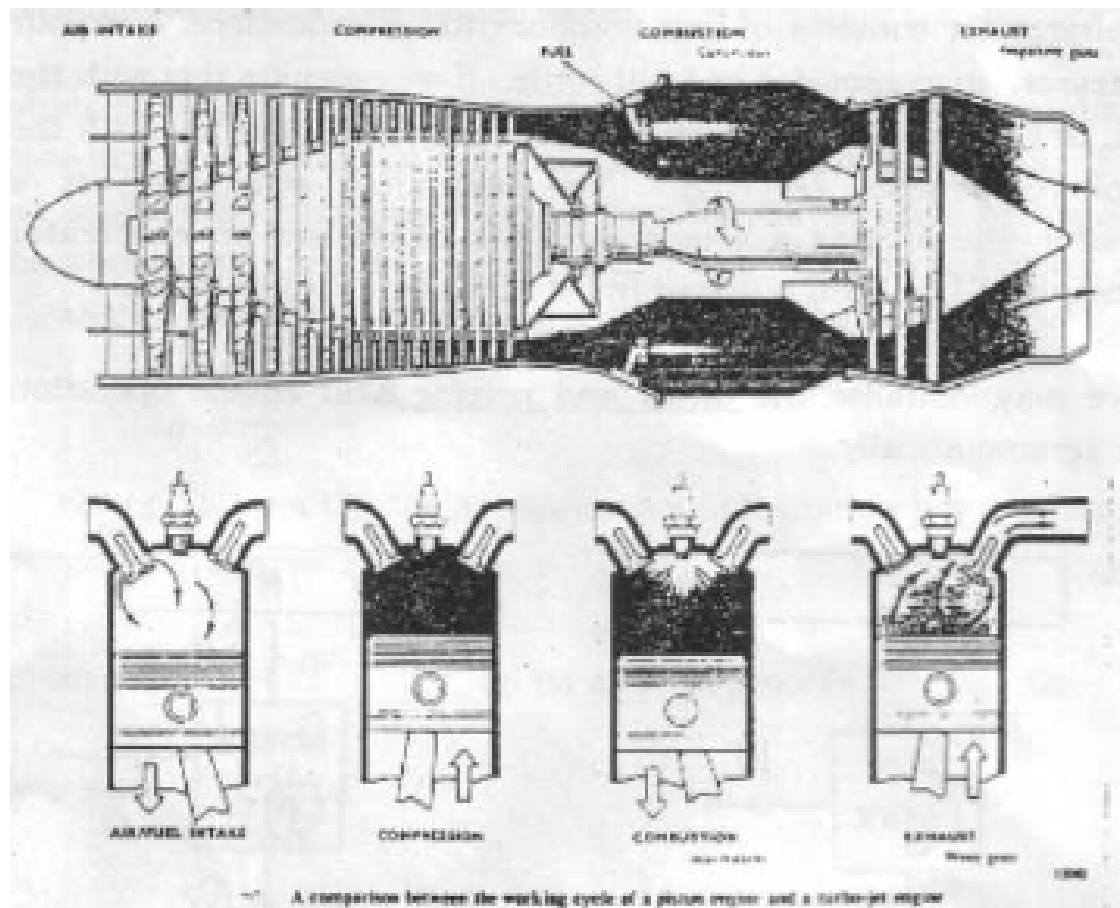 AIR INTAKE COMPRESSION COMBUSTION EXHAUST
FUEL
AIR/FUEL INTAKE COMPRESSION COMBUSTION EXHAUST
A comparison between the working cycle of a piston engine and a turbo-jet engine